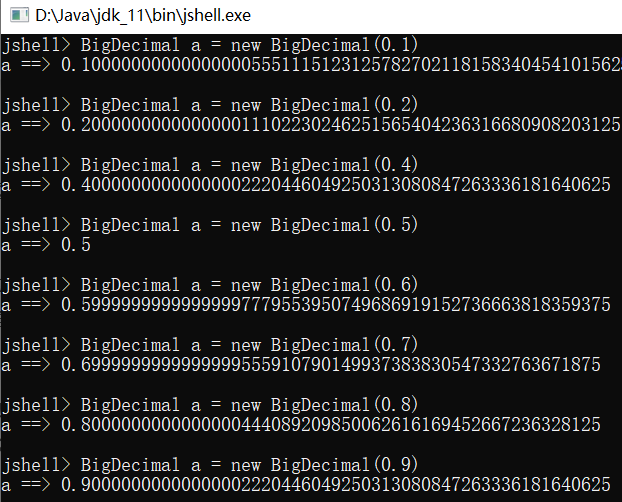 D:\Java\jdk_11\bin\jshell.exe
jshell> BigDecimal a = new BigDecimal(0.1)
a ==> 0.1000000000000000055511151231257827021181583404541015625
jshell> BigDecimal a = new BigDecimal(0.2)
a ==> 0.200000000000000011102230246251565404236316680908203125
jshell> BigDecimal a = new BigDecimal(0.4)
a ==> 0.40000000000000002220446049250313080847263336181640625
jshell> BigDecimal a = new BigDecimal(0.5)
a ==> 0.5
jshell> BigDecimal a = new BigDecimal(0.6)
a ==> 0.59999999999999997779553950749686919152736663818359375
jshell> BigDecimal a = new BigDecimal(0.7)
a ==> 0.6999999999999999555910790149937383830547332763671875
jshell> BigDecimal a = new BigDecimal(0.8)
a ==> 0.8000000000000000444089209850062616169452667236328125
jshell> BigDecimal a = new BigDecimal(0.9)
a ==> 0.90000000000000002220446049250313080847263336181640625